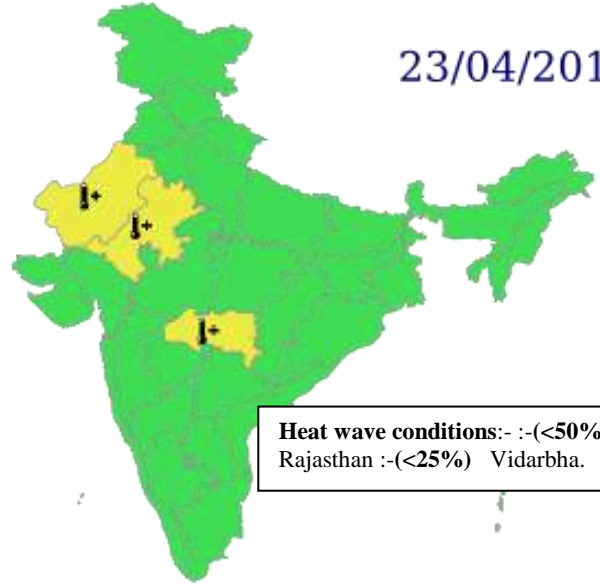 23/04/201
Heat wave conditions:- :-(<50%
Rajasthan :-(<25%) Vidarbha.